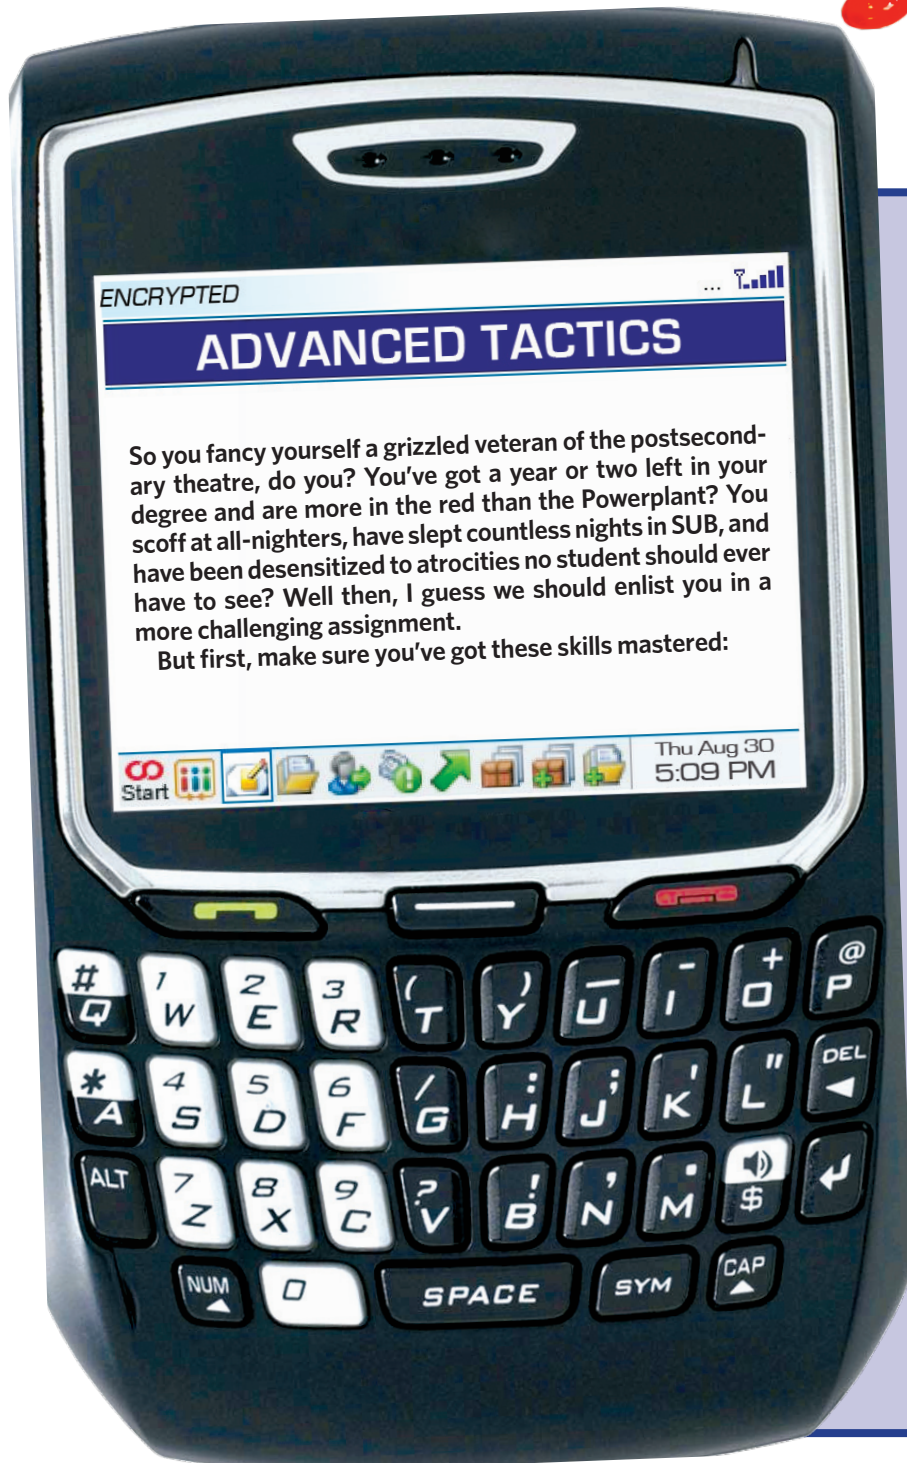 ENCRYPTED ...
ADVANCED TACTICS
So you fancy yourself a grizzled veteran of the postsecond-
ary theatre, do you? You've got a year or two left in your
degree and are more in the red than the Powerplant? You
scoff at all-nighters, have slept countless nights in SUB, and
have been desensitized to atrocities no student should ever
have to see? Well then, I guess we should enlist you in a
more challenging assignment.
But first, make sure you've got these skills mastered:
Start
Thu Aug 30
5:09 PM
# 1 2 3 ( ) _ - + @
Q W E R T Y U I O P
* 4 5 6 / : ; ' " DEL
A S D F G H J K L
ALT 7 8 9 ? ! , .
Z X C V B N M $
NUM 0 SPACE SYM CAP